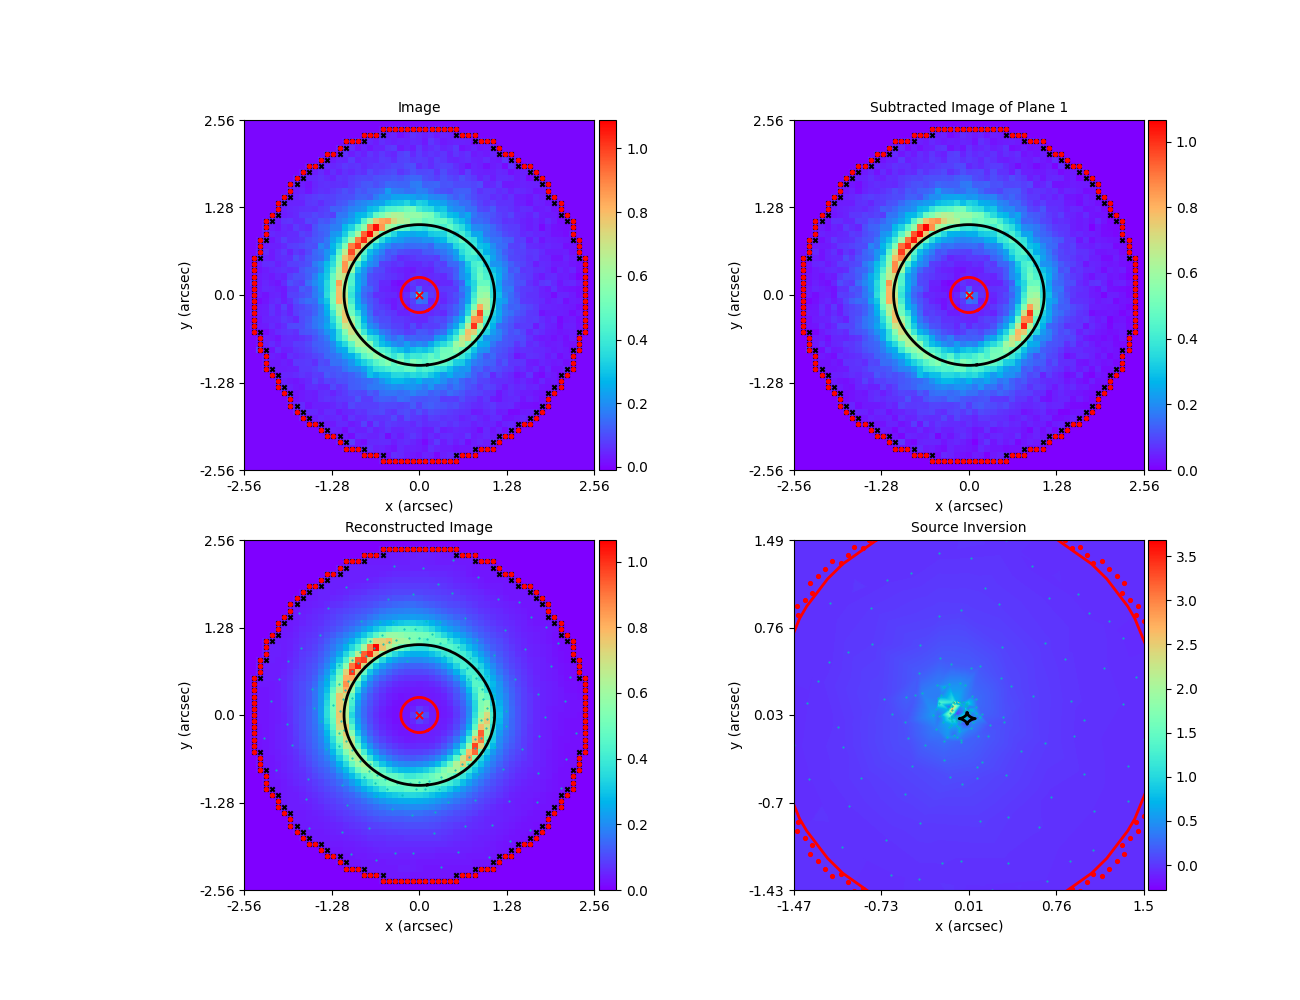 Image
2.56
1.28
0.0
-1.28
-2.56
y (arcsec)
-2.56 -1.28 0.0 1.28 2.56
x (arcsec)
1.0
0.8
0.6
0.4
0.2
0.0
Subtracted Image of Plane 1
2.56
1.28
0.0
-1.28
-2.56
y (arcsec)
-2.56 -1.28 0.0 1.28 2.56
x (arcsec)
1.0
0.8
0.6
0.4
0.2
0.0
Reconstructed Image
2.56
1.28
0.0
-1.28
-2.56
y (arcsec)
-2.56 -1.28 0.0 1.28 2.56
x (arcsec)
1.0
0.8
0.6
0.4
0.2
0.0
Source Inversion
1.49
0.76
0.03
-0.7
-1.43
y (arcsec)
-1.47 -0.73 0.01 0.76 1.5
x (arcsec)
3.5
3.0
2.5
2.0
1.5
1.0
0.5
0.0